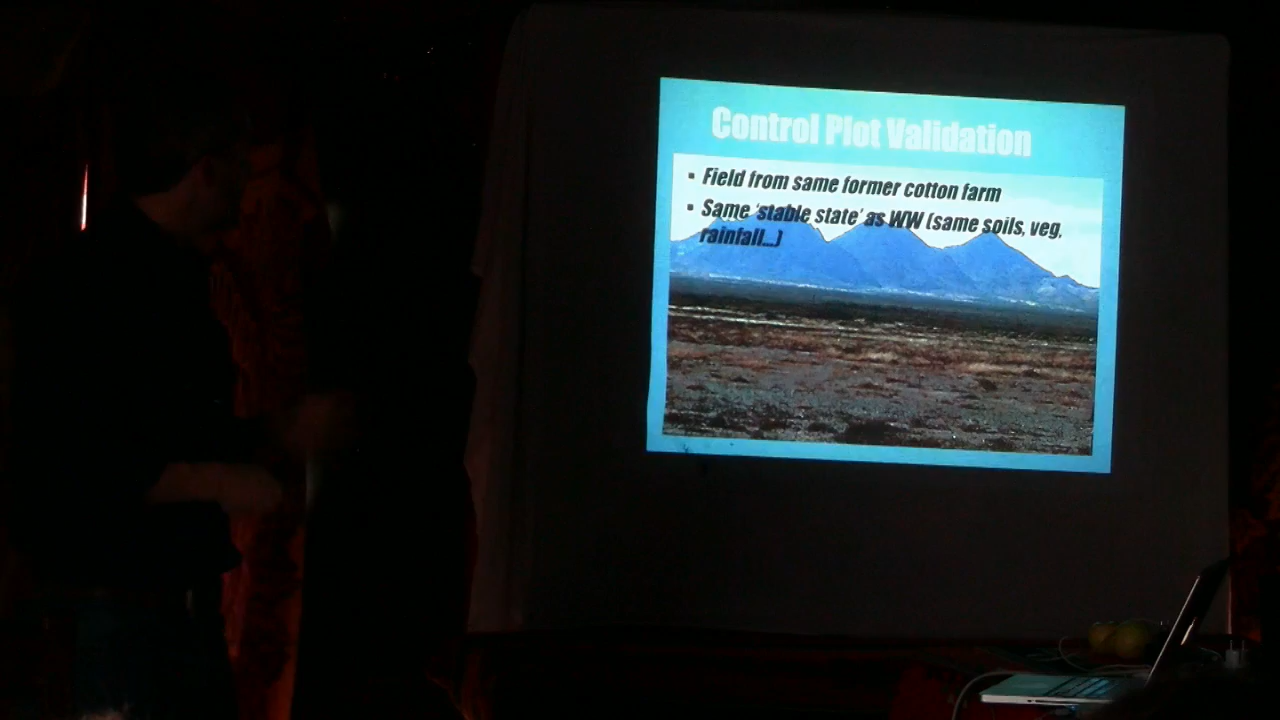 Control Plot Validation
▪ Field from same former cotton farm
▪ Same 'stable state' as WW (same soils, veg,
rainfall...)